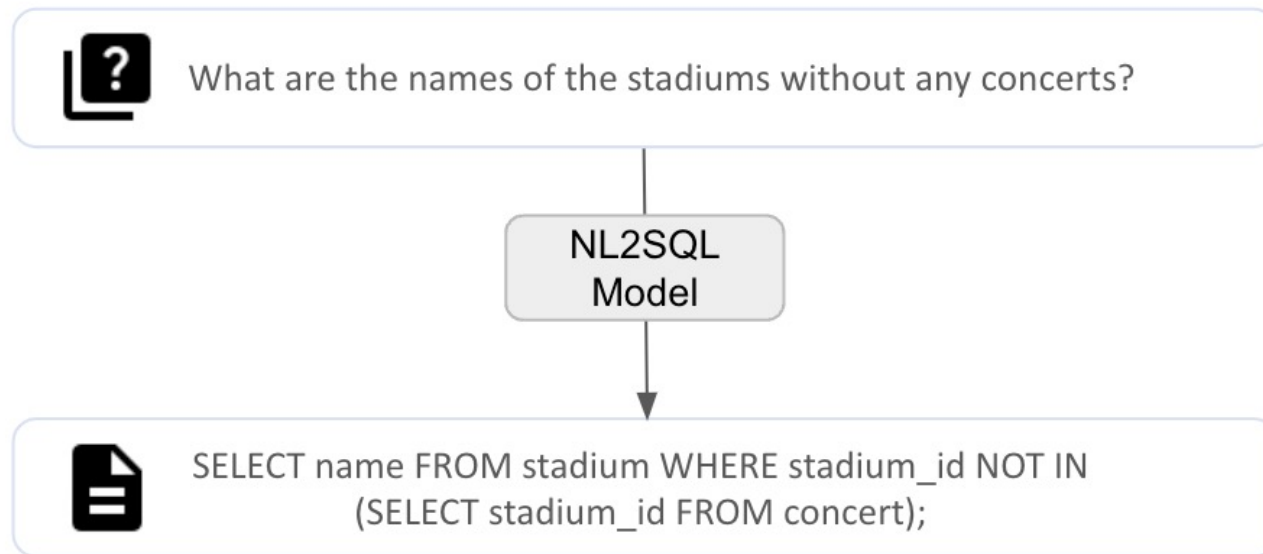 ?
What are the names of the stadiums without any concerts?
NL2SQL
Model
SELECT name FROM stadium WHERE stadium_id NOT IN
(SELECT stadium_id FROM concert);